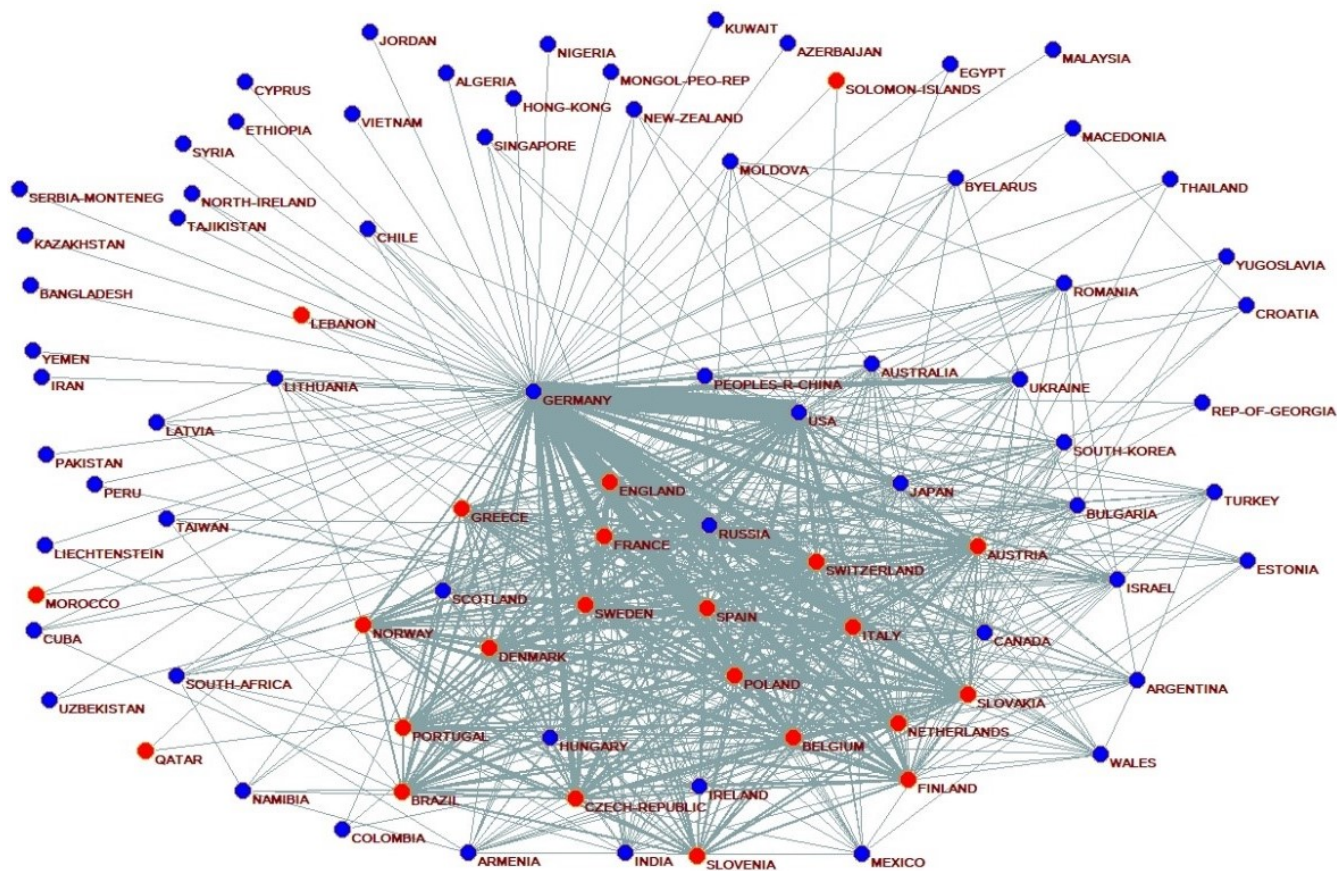 KUWAIT
JORDAN
NIGERIA
AZERBAIJAN
MALAYSIA
EGYPT
ALGERIA
MONGOL-PEO-REP
SOLOMON-ISLANDS
CYPRUS
HONG-KONG
NEW-ZEALAND
VIETNAM
ETHIOPIA
MACEDONIA
SINGAPORE
SYRIA
MOLDOVA
BYELARUS
THAILAND
SERBIA-MONTENEG
NORTH-IRELAND
TAJIKISTAN
CHILE
KAZAKHSTAN
YUGOSLAVIA
ROMANIA
BANGLADESH
CROATIA
LEBANON
YEMEN
AUSTRALIA
IRAN
LITHUANIA
PEOPLES-R-CHINA
UKRAINE
GERMANY
REP-OF-GEORGIA
USA
LATVIA
SOUTH-KOREA
PAKISTAN
PERU
ENGLAND
JAPAN
TURKEY
GREECE
BULGARIA
TAIWAN
RUSSIA
FRANCE
LIECHTENSTEIN
AUSTRIA
SWITZERLAND
ESTONIA
ISRAEL
SCOTLAND
MOROCCO
SWEDEN
SPAIN
CUBA
NORWAY
ITALY
CANADA
DENMARK
POLAND
SOUTH-AFRICA
ARGENTINA
SLOVAKIA
UZBEKISTAN
NETHERLANDS
PORTUGAL
HUNGARY
BELGIUM
QATAR
WALES
FINLAND
IRELAND
NAMIBIA
BRAZIL
CZECH-REPUBLIC
COLOMBIA
ARMENIA
INDIA
SLOVENIA
MEXICO